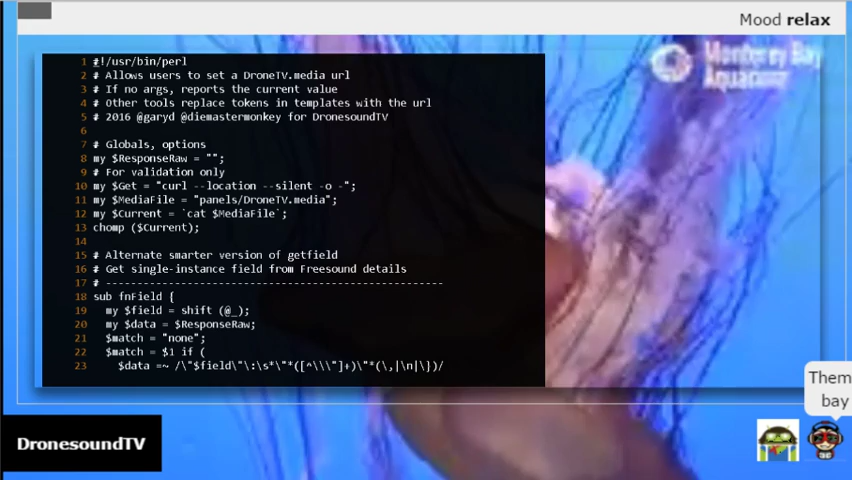 Mood relax
Monterey Bay
Aquarium
1 #!/usr/bin/perl
2 # Allows users to set a DroneTV.media url
3 # If no args, reports the current value
4 # Other tools replace tokens in templates with the url
5 # 2016 @garyd @diemastermonkey for DronesoundTV
6
7 # Globals, options
8 my $ResponseRaw = "";
9 # For validation only
10 my $Get = "curl --location --silent -o -";
11 my $MediaFile = "panels/DroneTV.media";
12 my $Current = `cat $MediaFile`;
13 chomp ($Current);
14
15 # Alternate smarter version of getfield
16 # Get single-instance field from Freesound details
17 # ------------------------------------------------------
18 sub fnField {
19 my $field = shift (@_);
20 my $data = $ResponseRaw;
21 $match = "none";
22 $match = $1 if (
23 $data =~ /\"$field\"\:\s*\"*([^\\\"]+)\"*(\,|\n|\})/
Them
bay
DronesoundTV